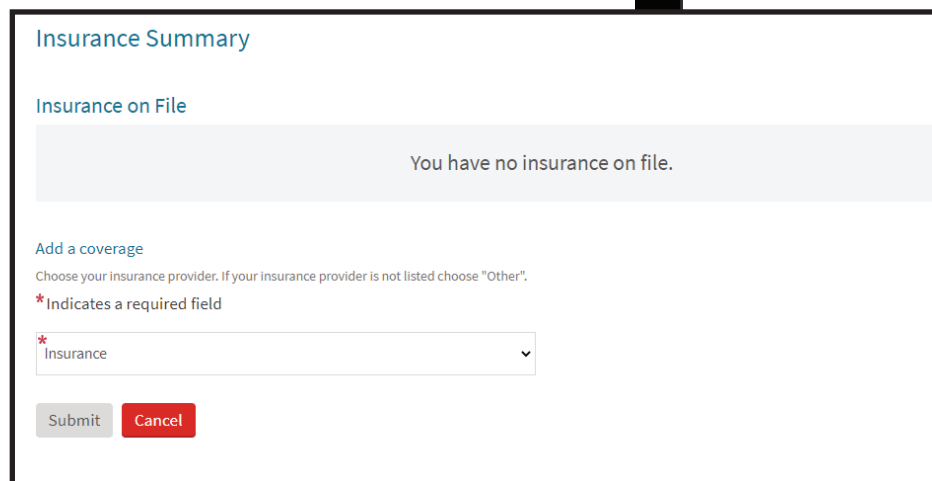 Insurance Summary
Insurance on File
You have no insurance on file.
Add a coverage
Choose your insurance provider. If your insurance provider is not listed choose "Other".
*Indicates a required field
*
Insurance
Submit Cancel